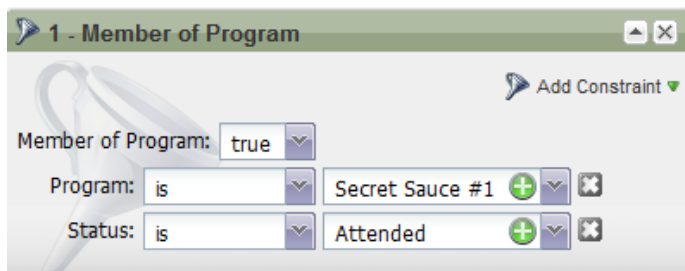 1 - Member of Program
Add Constraint
Member of Program: true
Program: is Secret Sauce #1
Status: is Attended